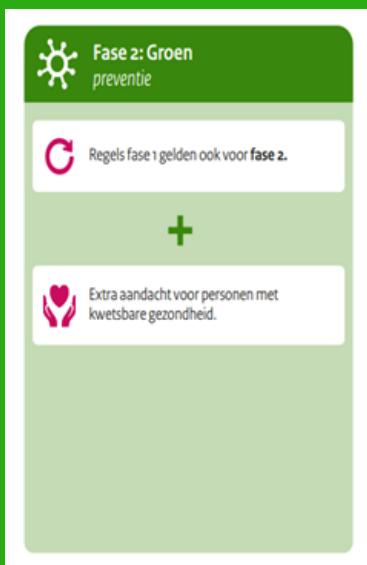 Fase 2: Groen
preventie
Regels fase 1 gelden ook voor fase 2.
+
Extra aandacht voor personen met
kwetsbare gezondheid.